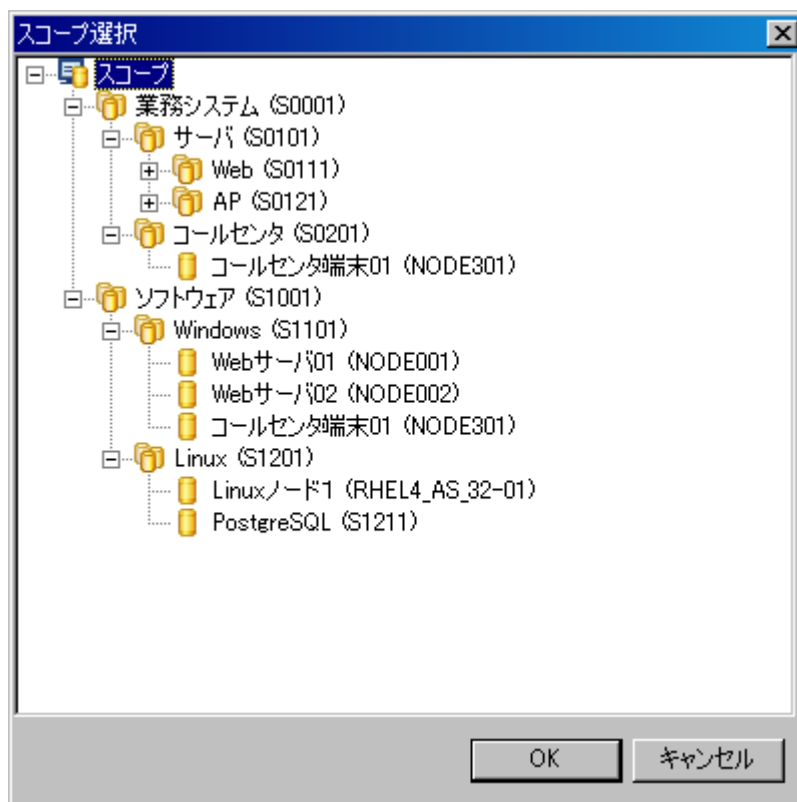 スコープ選択
スコープ
業務システム (S0001)
サーバ (S0101)
Web (S0111)
AP (S0121)
コールセンタ (S0201)
コールセンタ端末01 (NODE301)
ソフトウェア (S1001)
Windows (S1101)
Webサーバ01 (NODE001)
Webサーバ02 (NODE002)
コールセンタ端末01 (NODE301)
Linux (S1201)
Linuxノード1 (RHEL4_AS_32-01)
PostgreSQL (S1211)
OK キャンセル